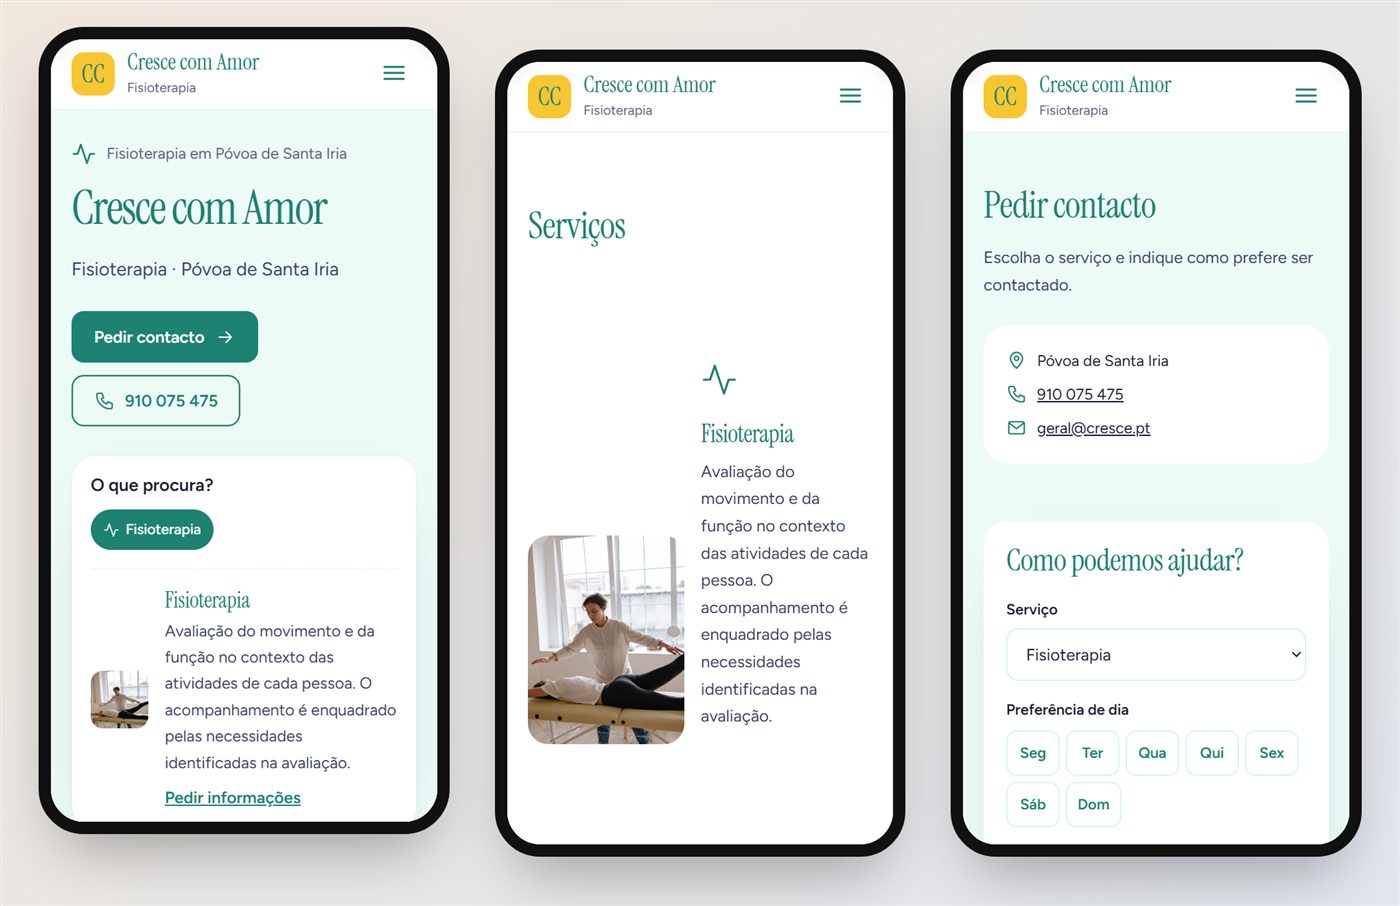 CC
Cresce com Amor
Fisioterapia
Fisioterapia em Póvoa de Santa Iria
Cresce com Amor
Fisioterapia · Póvoa de Santa Iria
Pedir contacto
910 075 475
O que procura?
Fisioterapia
Fisioterapia
Avaliação do movimento e da
função no contexto das
atividades de cada pessoa. O
acompanhamento é enquadrado
pelas necessidades
identificadas na avaliação.
Pedir informações
CC
Cresce com Amor
Fisioterapia
Serviços
Fisioterapia
Avaliação do
movimento e da
função no contexto
das atividades de cada
pessoa. O
acompanhamento é
enquadrado pelas
necessidades
identificadas na
avaliação.
CC
Cresce com Amor
Fisioterapia
Pedir contacto
Escolha o serviço e indique como prefere ser
contactado.
Póvoa de Santa Iria
910 075 475
geral@cresce.pt
Como podemos ajudar?
Serviço
Fisioterapia
Preferência de dia
Seg Ter Qua Qui Sex
Sáb Dom